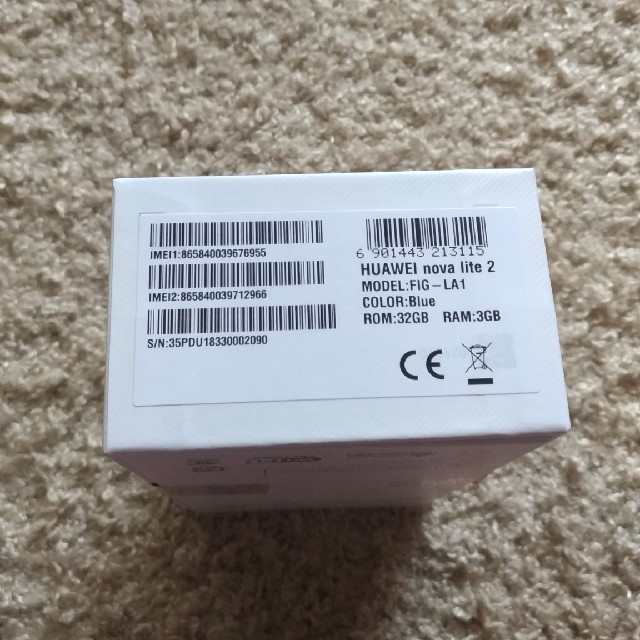 IMEI1:865840039676955
IMEI2:865840039712966
S/N:35PDU18330002090
6 901443 213115
HUAWEI nova lite 2
MODEL:FIG-LA1
COLOR:Blue
ROM:32GB RAM:3GB
CE